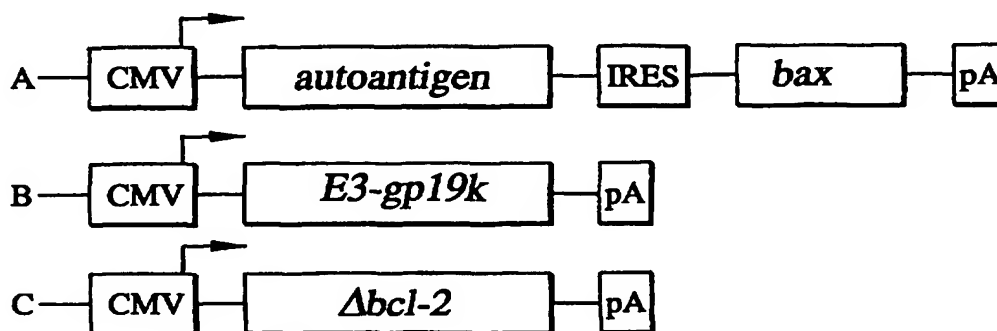 A CMV autoantigen IRES bax pA
B CMV E3-gp19k pA
C CMV Δbcl-2 pA